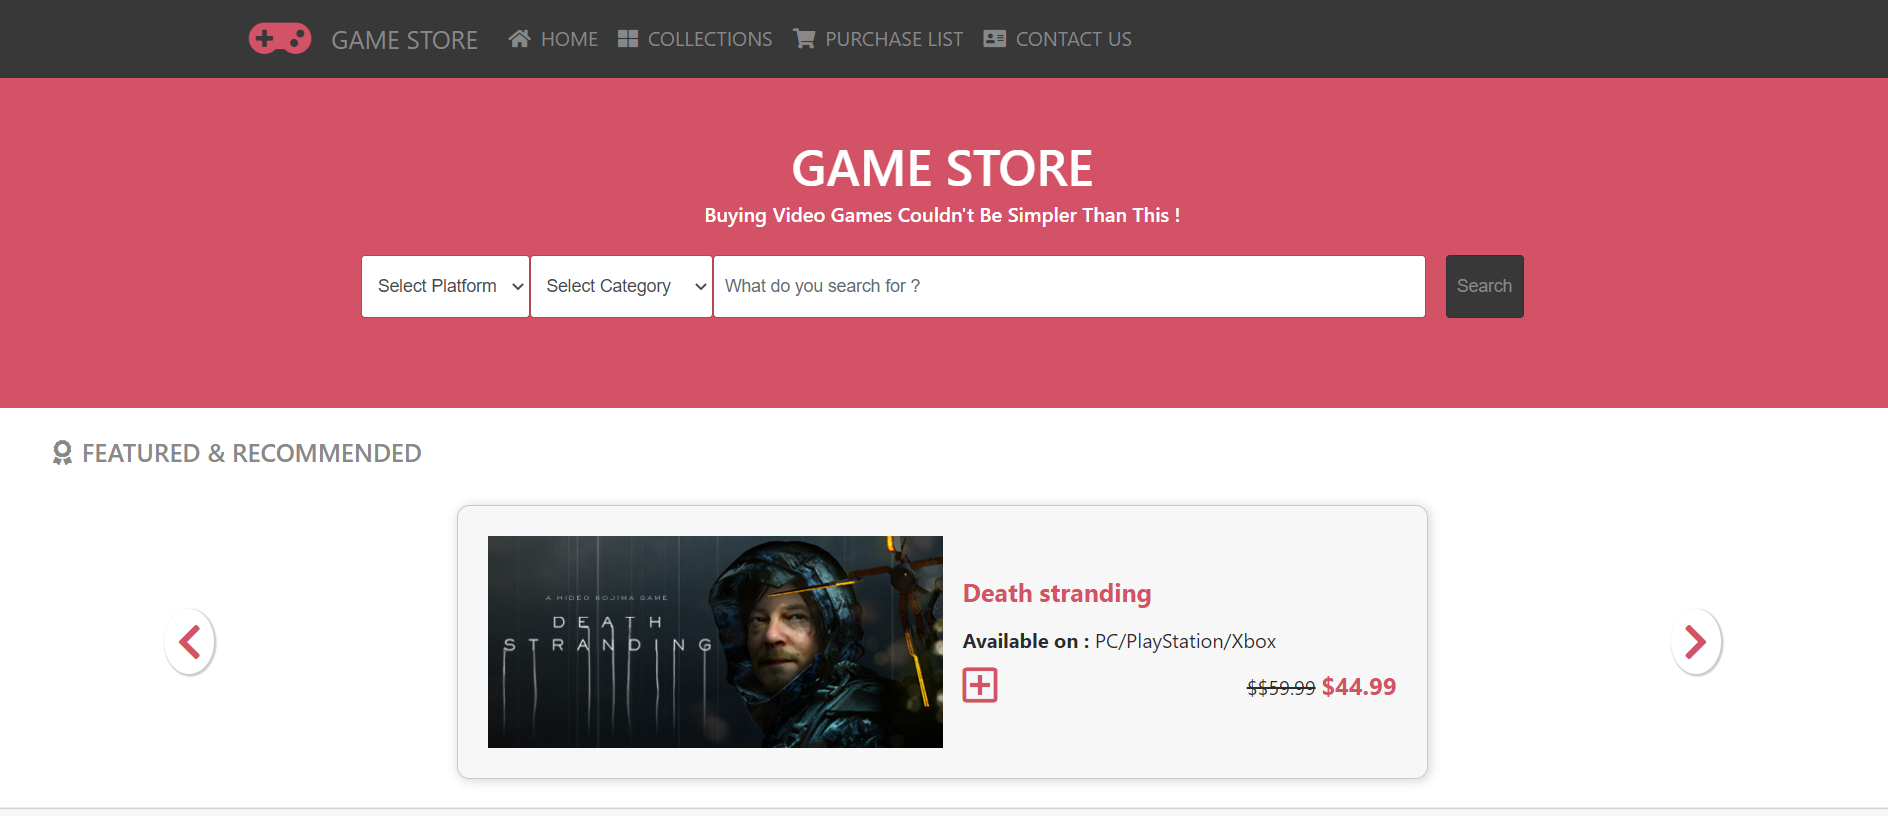 GAME STORE HOME COLLECTIONS PURCHASE LIST CONTACT US
GAME STORE
Buying Video Games Couldn't Be Simpler Than This !
Select Platform Select Category What do you search for ? Search
FEATURED & RECOMMENDED
A HIDEO KOJIMA GAME
DEATH
STRANDING
Death stranding
Available on : PC/PlayStation/Xbox
$$59.99 $44.99